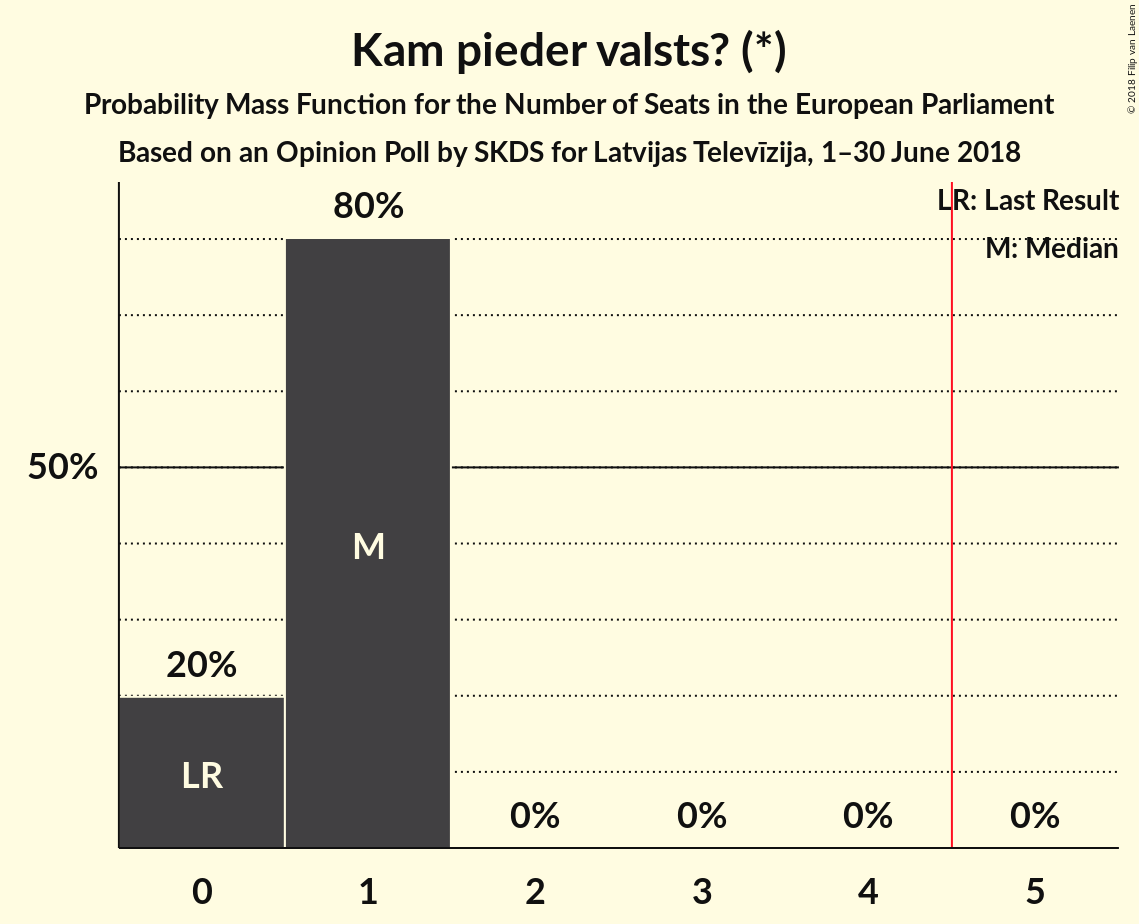 Kam pieder valsts? (*)
Probability Mass Function for the Number of Seats in the European Parliament
Based on an Opinion Poll by SKDS for Latvijas Televīzija, 1–30 June 2018
© 2018 Filip van Laenen
LR: Last Result
M: Median
80%
50%
M
20%
LR
0% 0% 0% 0%
0 1 2 3 4 5